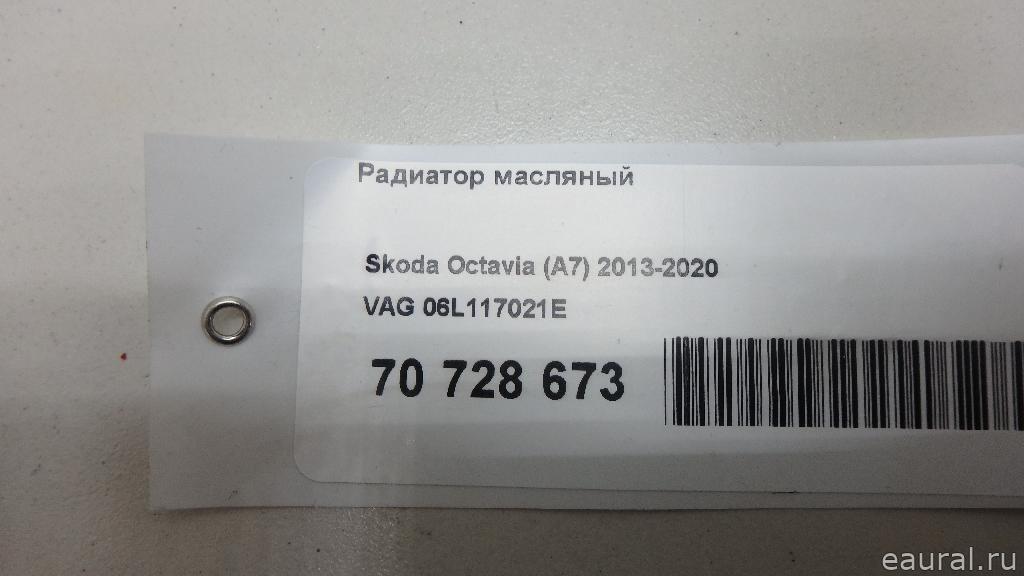 Радиатор масляный
Skoda Octavia (A7) 2013-2020
VAG 06L117021E
70 728 673
eaural.ru